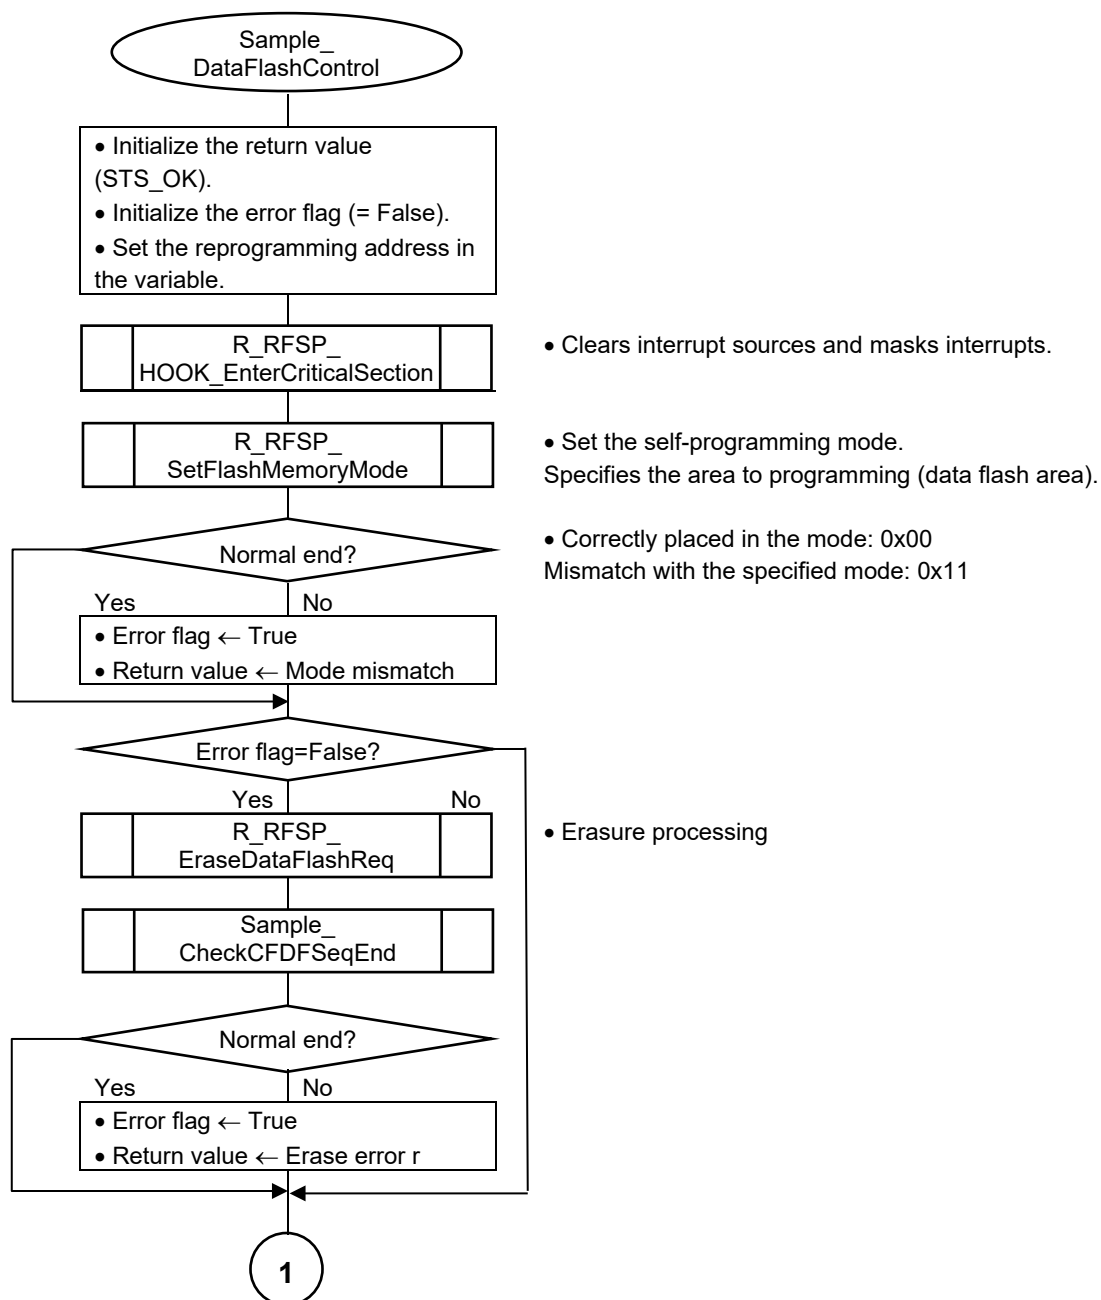 Sample_
DataFlashControl
• Initialize the return value
(STS_OK).
• Initialize the error flag (= False).
• Set the reprogramming address in
the variable.
R_RFSP_
HOOK_EnterCriticalSection
• Clears interrupt sources and masks interrupts.
R_RFSP_
SetFlashMemoryMode
• Set the self-programming mode.
Specifies the area to programming (data flash area).
Normal end?
• Correctly placed in the mode: 0x00
Mismatch with the specified mode: 0x11
Yes No
• Error flag ← True
• Return value ← Mode mismatch
Error flag=False?
Yes No
R_RFSP_
EraseDataFlashReq
• Erasure processing
Sample_
CheckCFDFSeqEnd
Normal end?
Yes No
• Error flag ← True
• Return value ← Erase error r
1